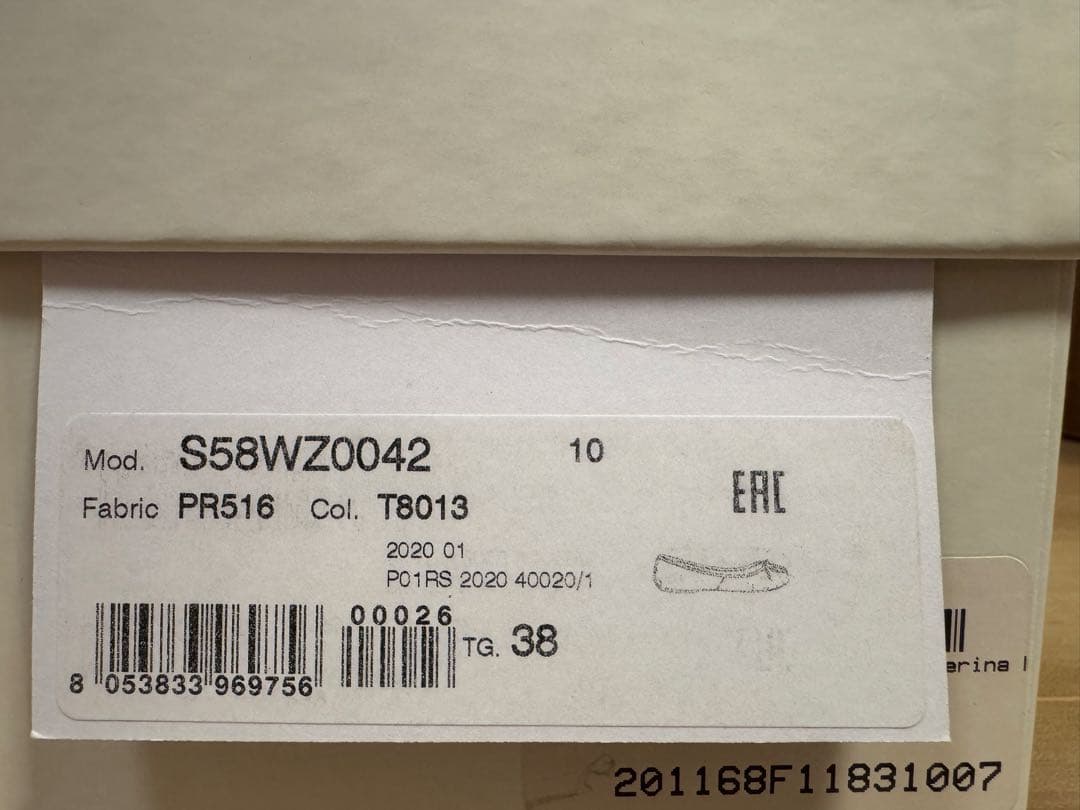 Mod. S58WZ0042 10
Fabric PR516 Col. T8013
EAC
2020 01
P01RS 2020 40020/1
00026
TG. 38
8 053833 969756
erina
201168F11831007